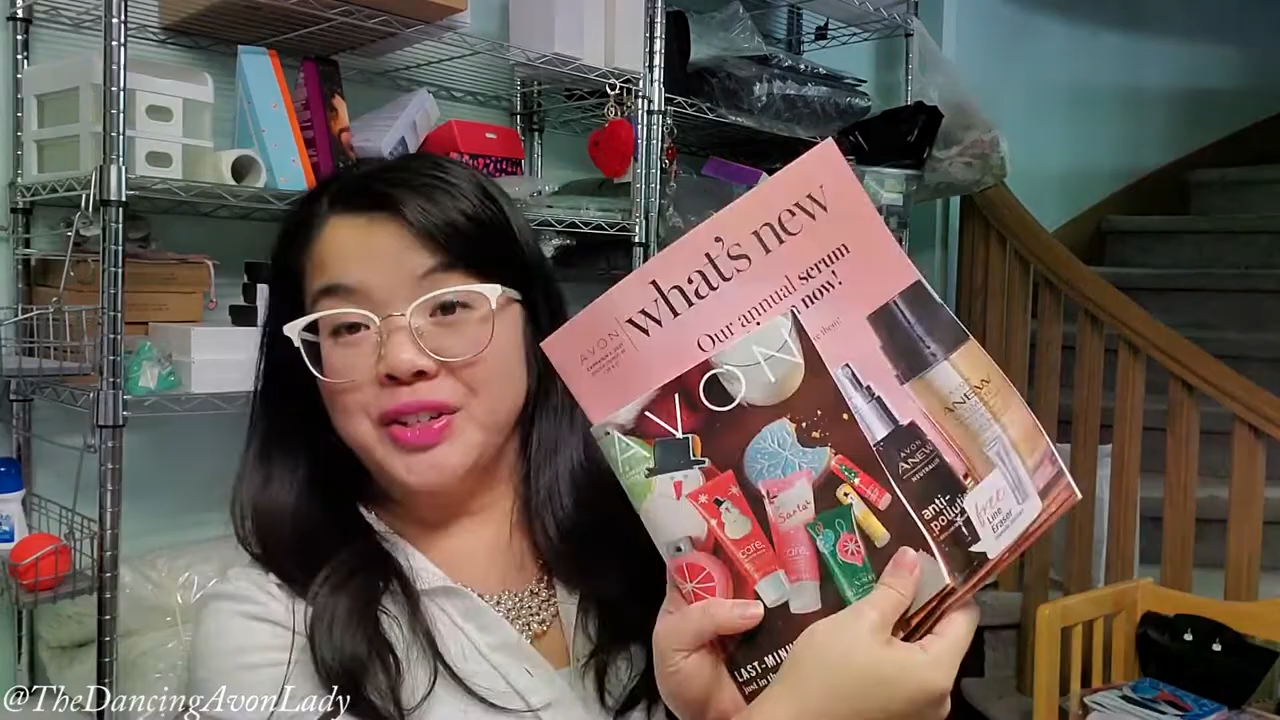 AVON
what's new
Our annual serum
now!
AVON
ANEW
AVON
ANEW
anti-
free
Line
Eraser
Santa!
care.
care.
LAST-MINU
just in
@TheDancingAvonLady